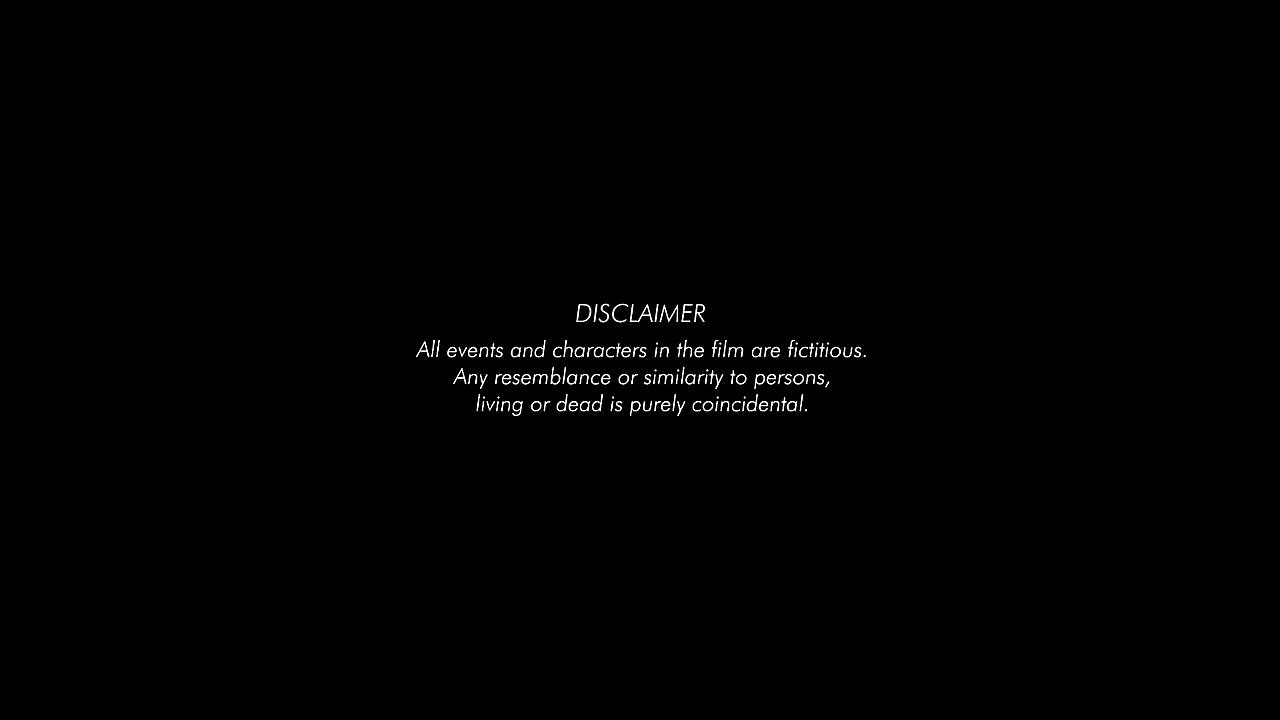 DISCLAIMER
All events and characters in the film are fictitious.
Any resemblance or similarity to persons,
living or dead is purely coincidental.